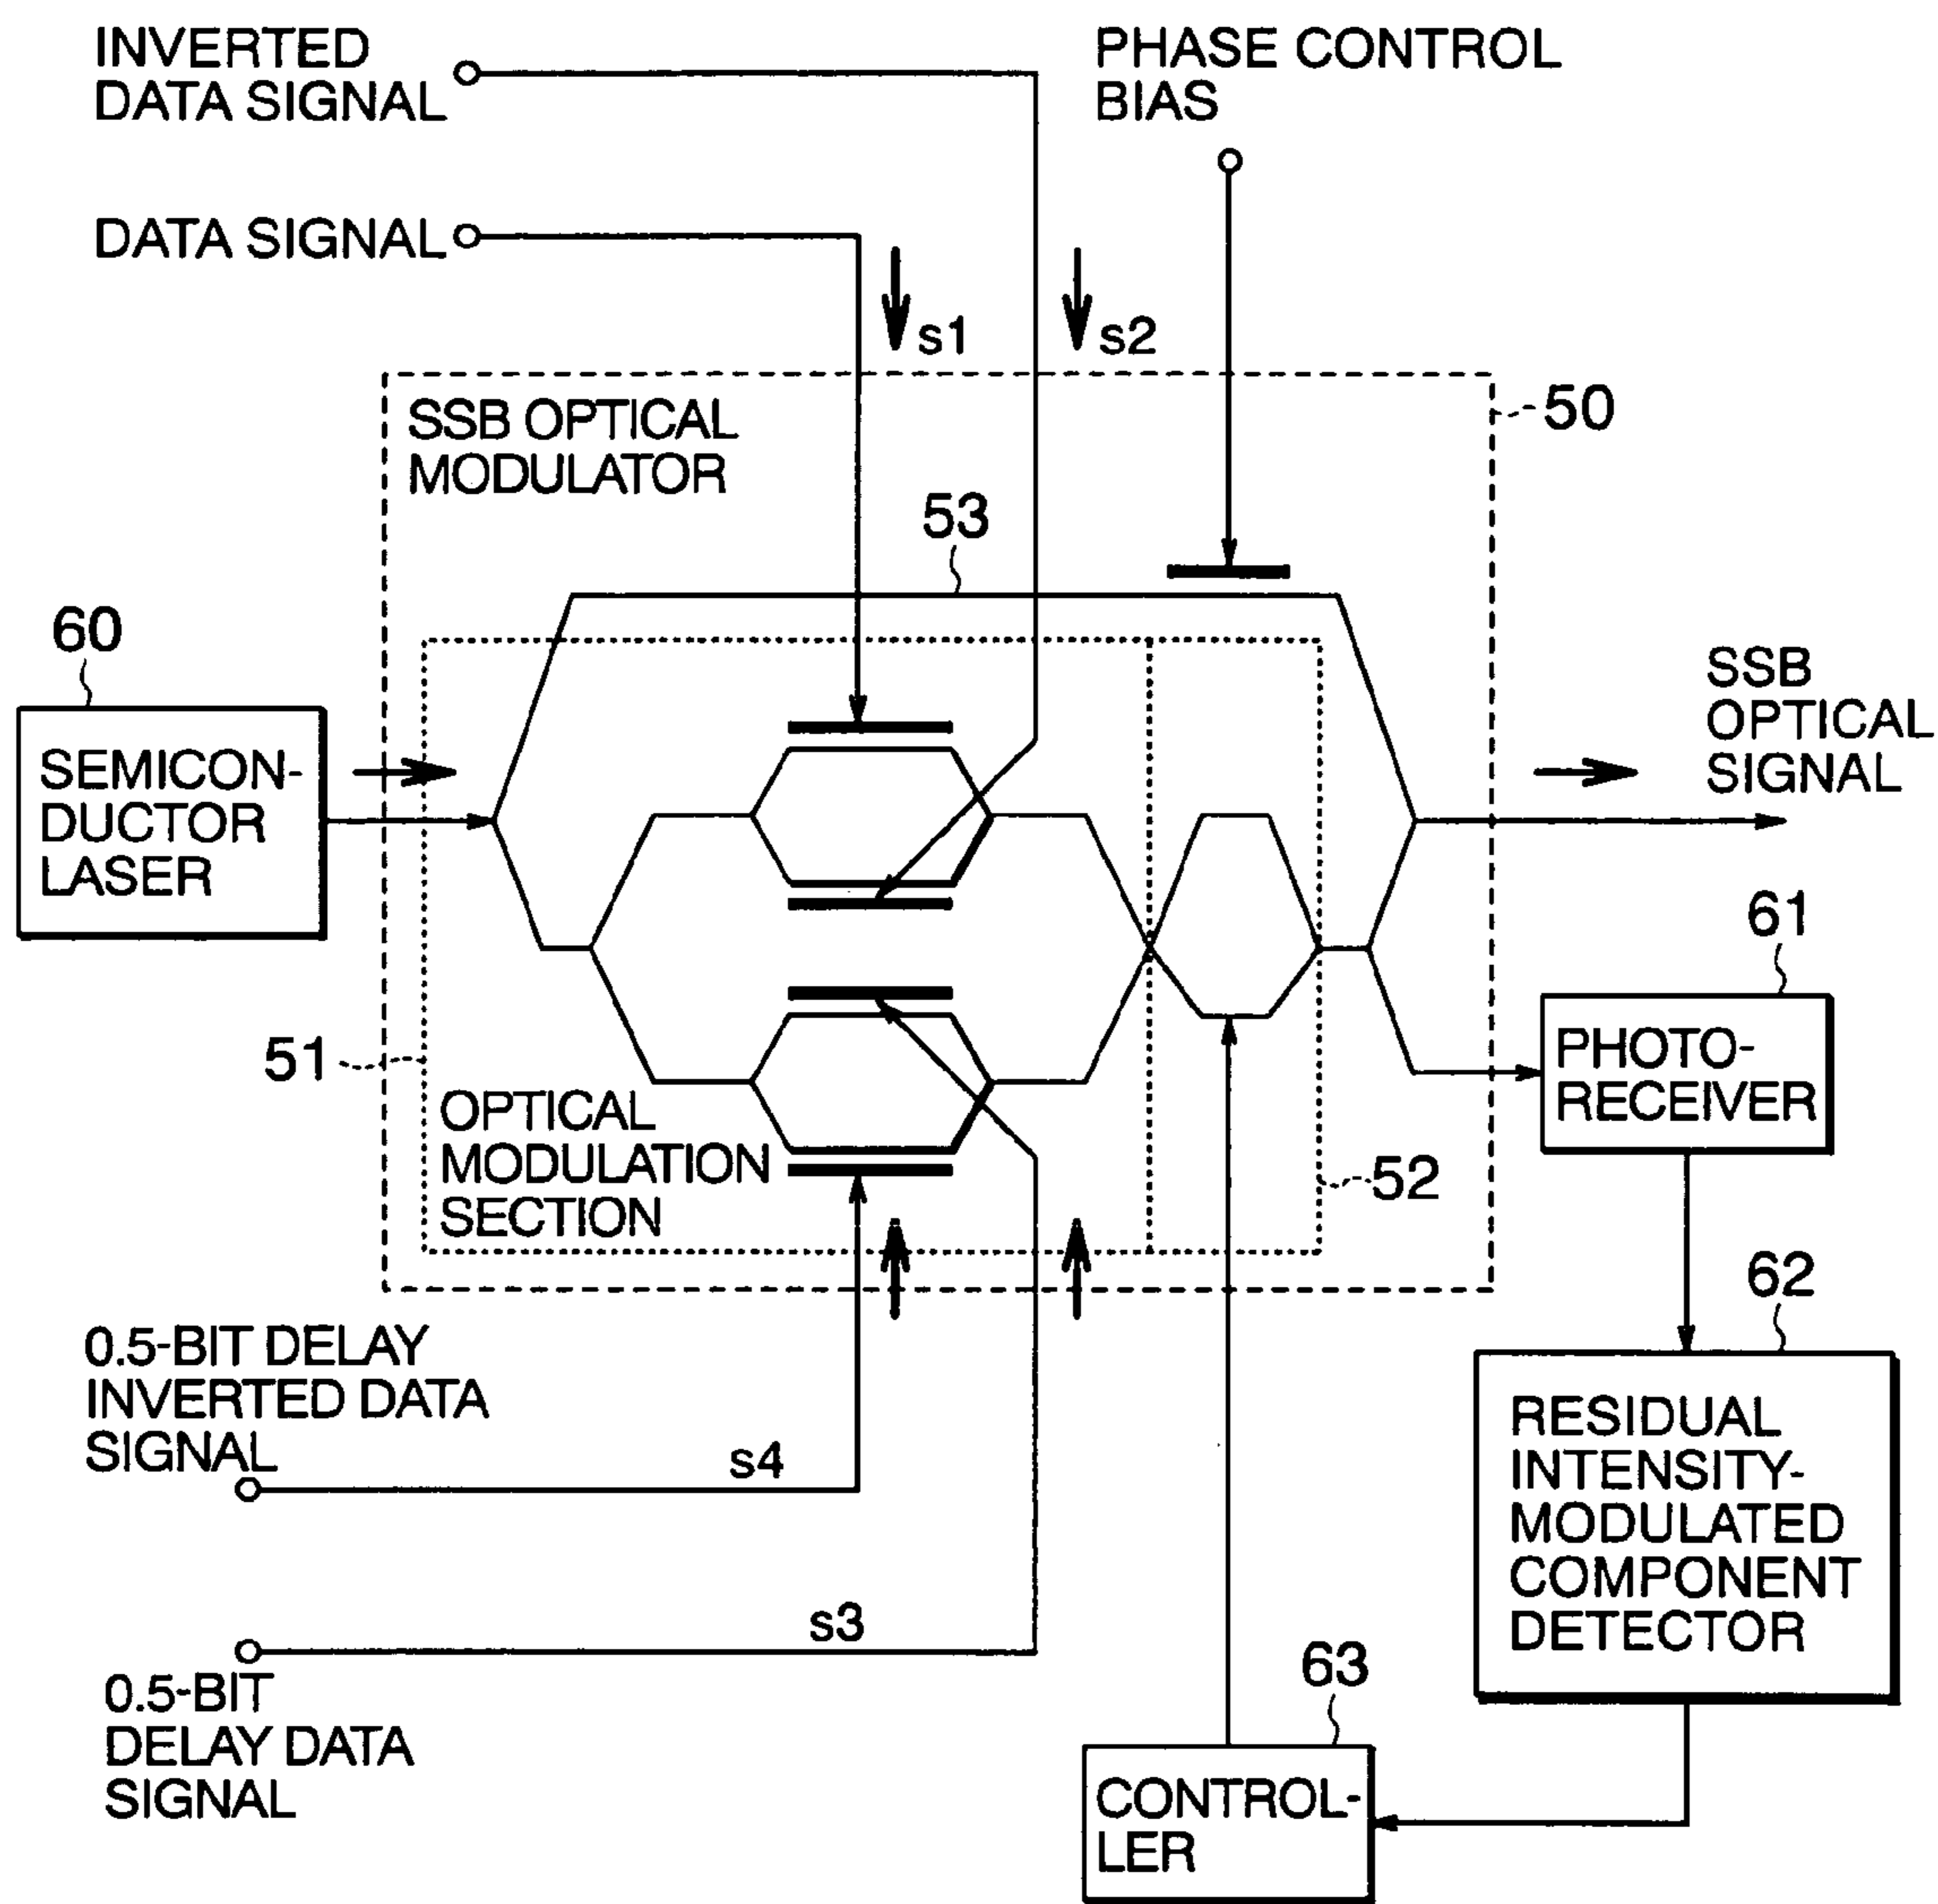 INVERTED
DATA SIGNAL
PHASE CONTROL
BIAS
DATA SIGNAL
s1
s2
50
SSB OPTICAL
MODULATOR
53
60
SEMICON-
DUCTOR
LASER
SSB
OPTICAL
SIGNAL
61
PHOTO-
RECEIVER
51
OPTICAL
MODULATION
SECTION
52
62
0.5-BIT DELAY
INVERTED DATA
SIGNAL
s4
RESIDUAL
INTENSITY-
MODULATED
COMPONENT
DETECTOR
s3
0.5-BIT
DELAY DATA
SIGNAL
63
CONTROL-
LER